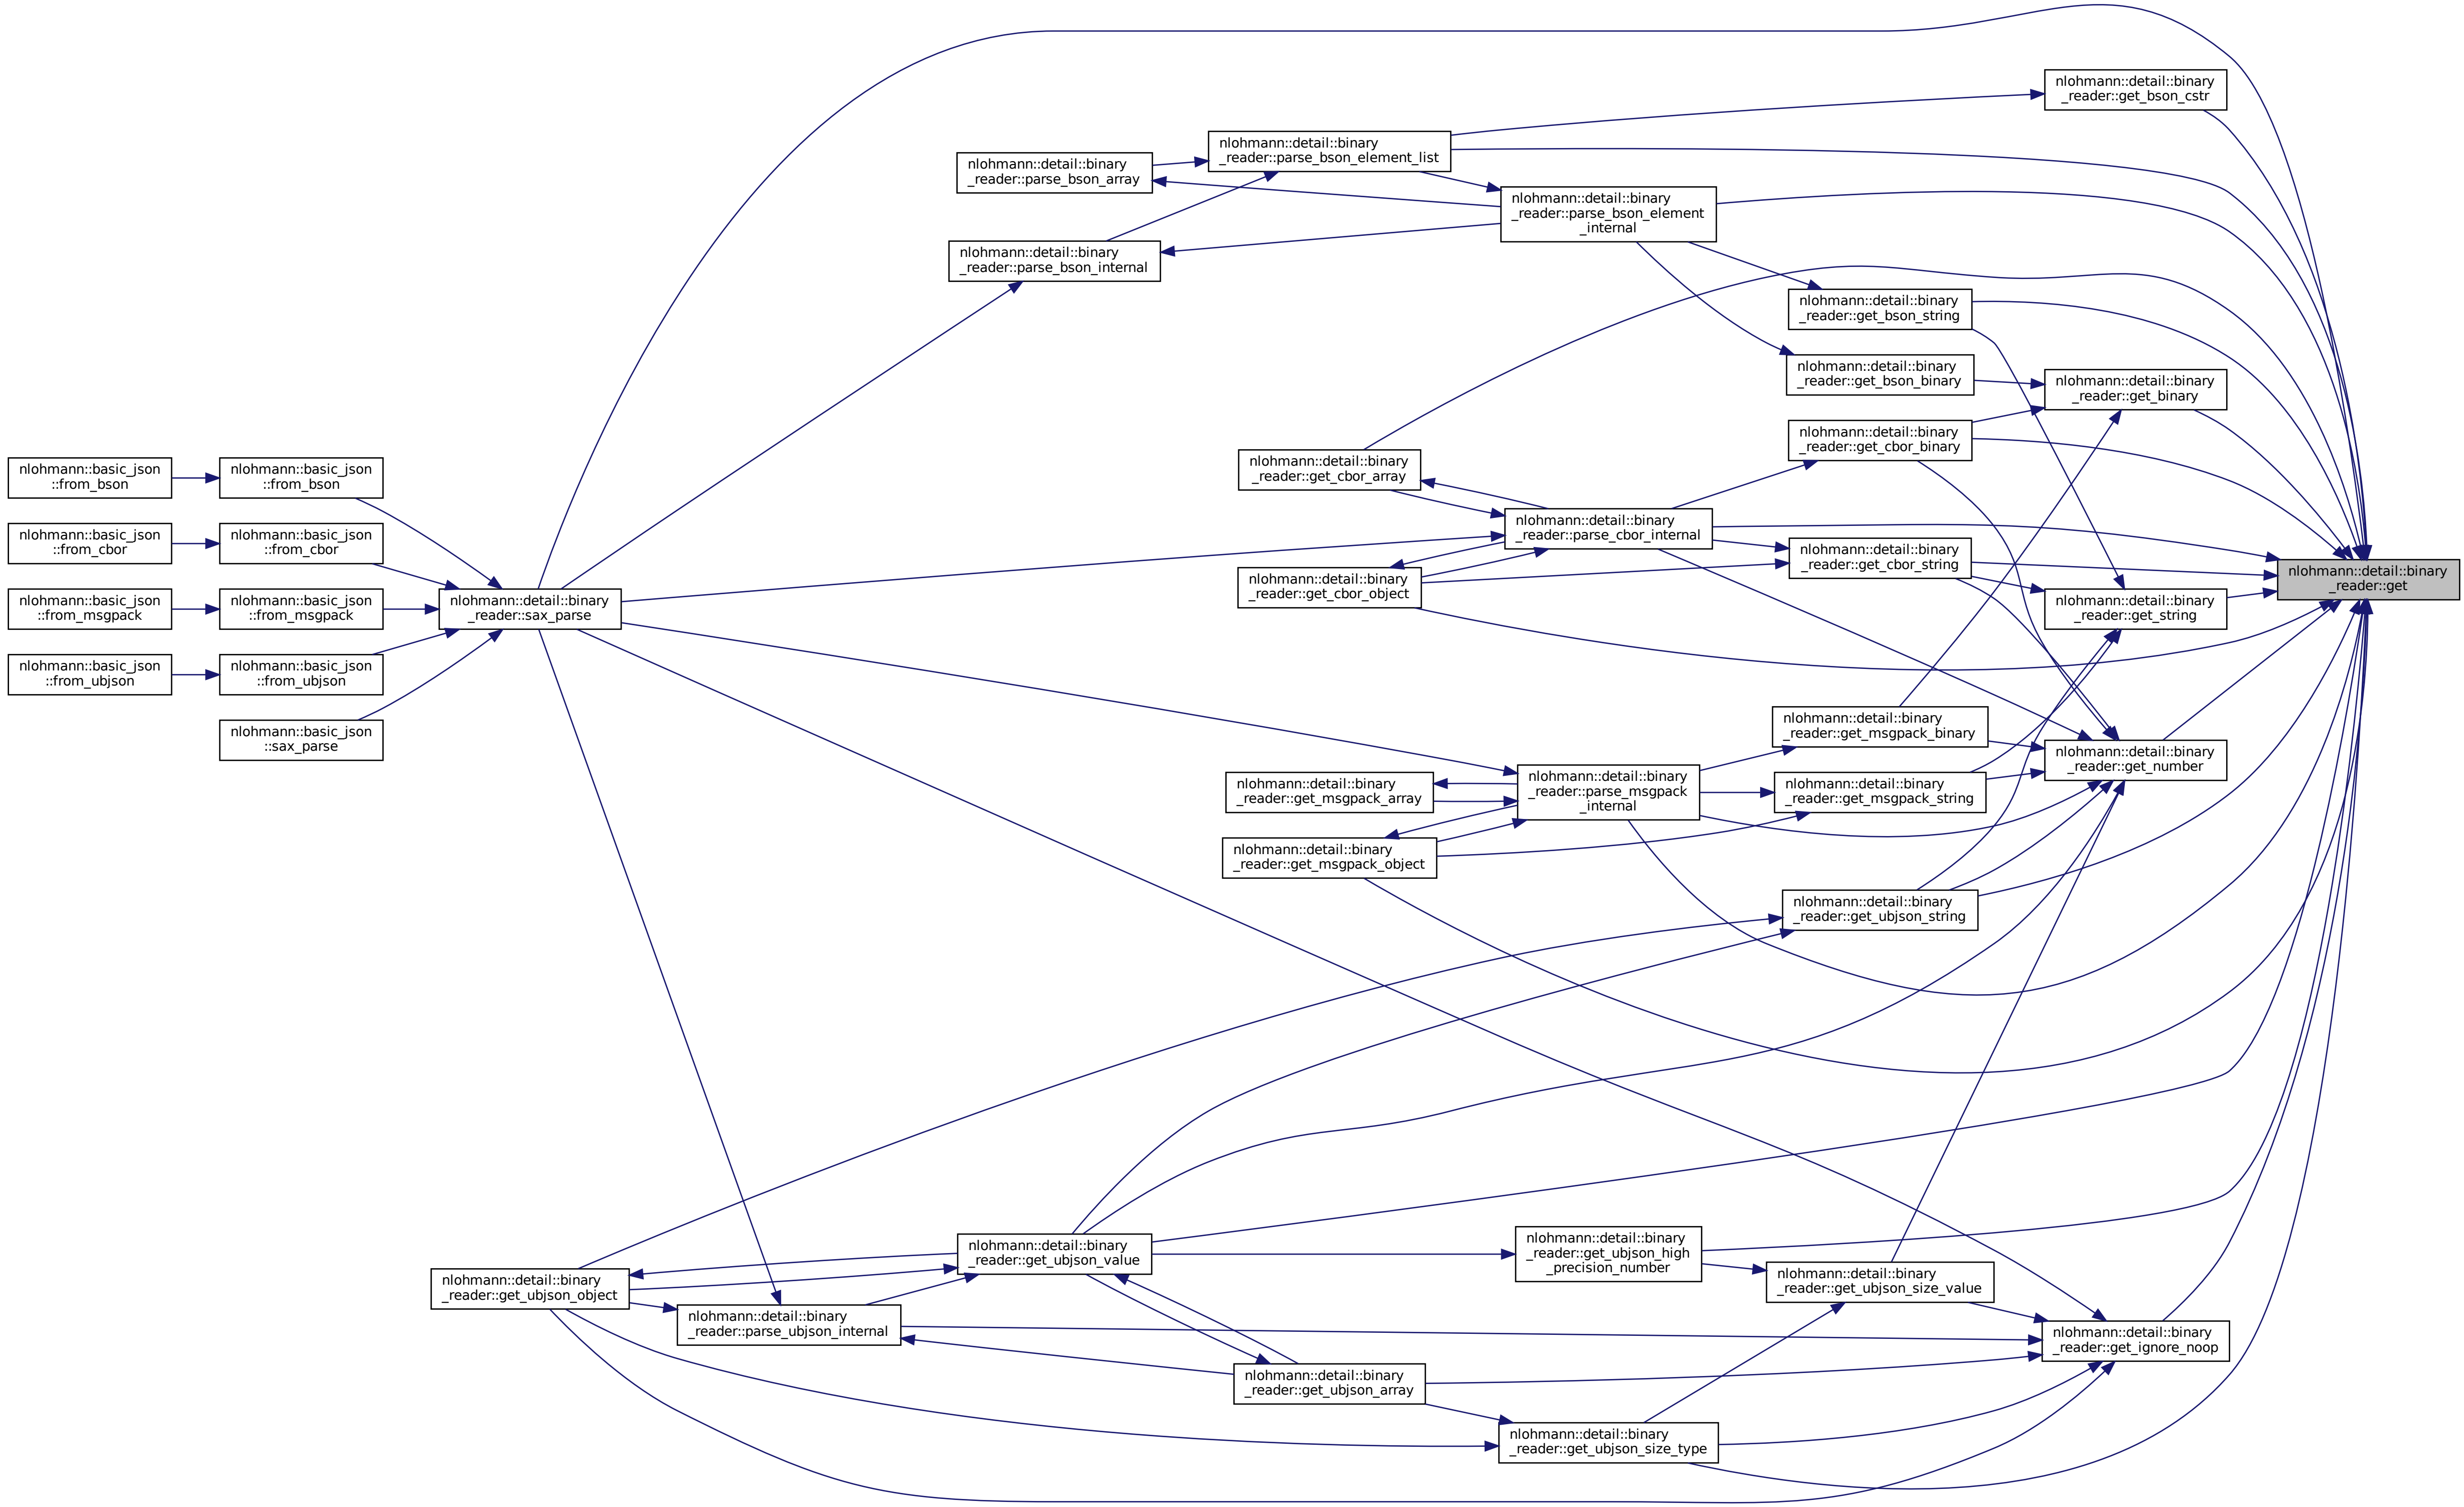 nlohmann::detail::binary
_reader::get_bson_cstr
nlohmann::detail::binary
_reader::parse_bson_element_list
nlohmann::detail::binary
_reader::parse_bson_array
nlohmann::detail::binary
_reader::parse_bson_element
_internal
nlohmann::detail::binary
_reader::parse_bson_internal
nlohmann::detail::binary
_reader::get_bson_string
nlohmann::detail::binary
_reader::get_bson_binary
nlohmann::detail::binary
_reader::get_binary
nlohmann::detail::binary
_reader::get_cbor_binary
nlohmann::detail::binary
_reader::get_cbor_array
nlohmann::basic_json
::from_bson
nlohmann::basic_json
::from_bson
nlohmann::detail::binary
_reader::parse_cbor_internal
nlohmann::basic_json
::from_cbor
nlohmann::basic_json
::from_cbor
nlohmann::detail::binary
_reader::get_cbor_string
nlohmann::detail::binary
_reader::get
nlohmann::detail::binary
_reader::get_cbor_object
nlohmann::basic_json
::from_msgpack
nlohmann::basic_json
::from_msgpack
nlohmann::detail::binary
_reader::sax_parse
nlohmann::detail::binary
_reader::get_string
nlohmann::basic_json
::from_ubjson
nlohmann::basic_json
::from_ubjson
nlohmann::detail::binary
_reader::get_msgpack_binary
nlohmann::basic_json
::sax_parse
nlohmann::detail::binary
_reader::get_number
nlohmann::detail::binary
_reader::parse_msgpack
_internal
nlohmann::detail::binary
_reader::get_msgpack_array
nlohmann::detail::binary
_reader::get_msgpack_string
nlohmann::detail::binary
_reader::get_msgpack_object
nlohmann::detail::binary
_reader::get_ubjson_string
nlohmann::detail::binary
_reader::get_ubjson_high
_precision_number
nlohmann::detail::binary
_reader::get_ubjson_value
nlohmann::detail::binary
_reader::get_ubjson_size_value
nlohmann::detail::binary
_reader::get_ubjson_object
nlohmann::detail::binary
_reader::parse_ubjson_internal
nlohmann::detail::binary
_reader::get_ignore_noop
nlohmann::detail::binary
_reader::get_ubjson_array
nlohmann::detail::binary
_reader::get_ubjson_size_type